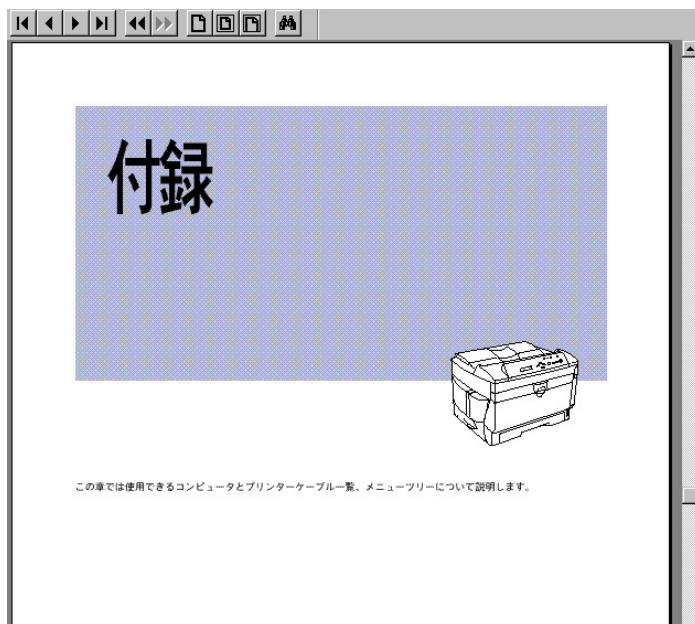 付録
この章では使用できるコンピュータとプリンターケーブル一覧、メニューツリーについて説明します。